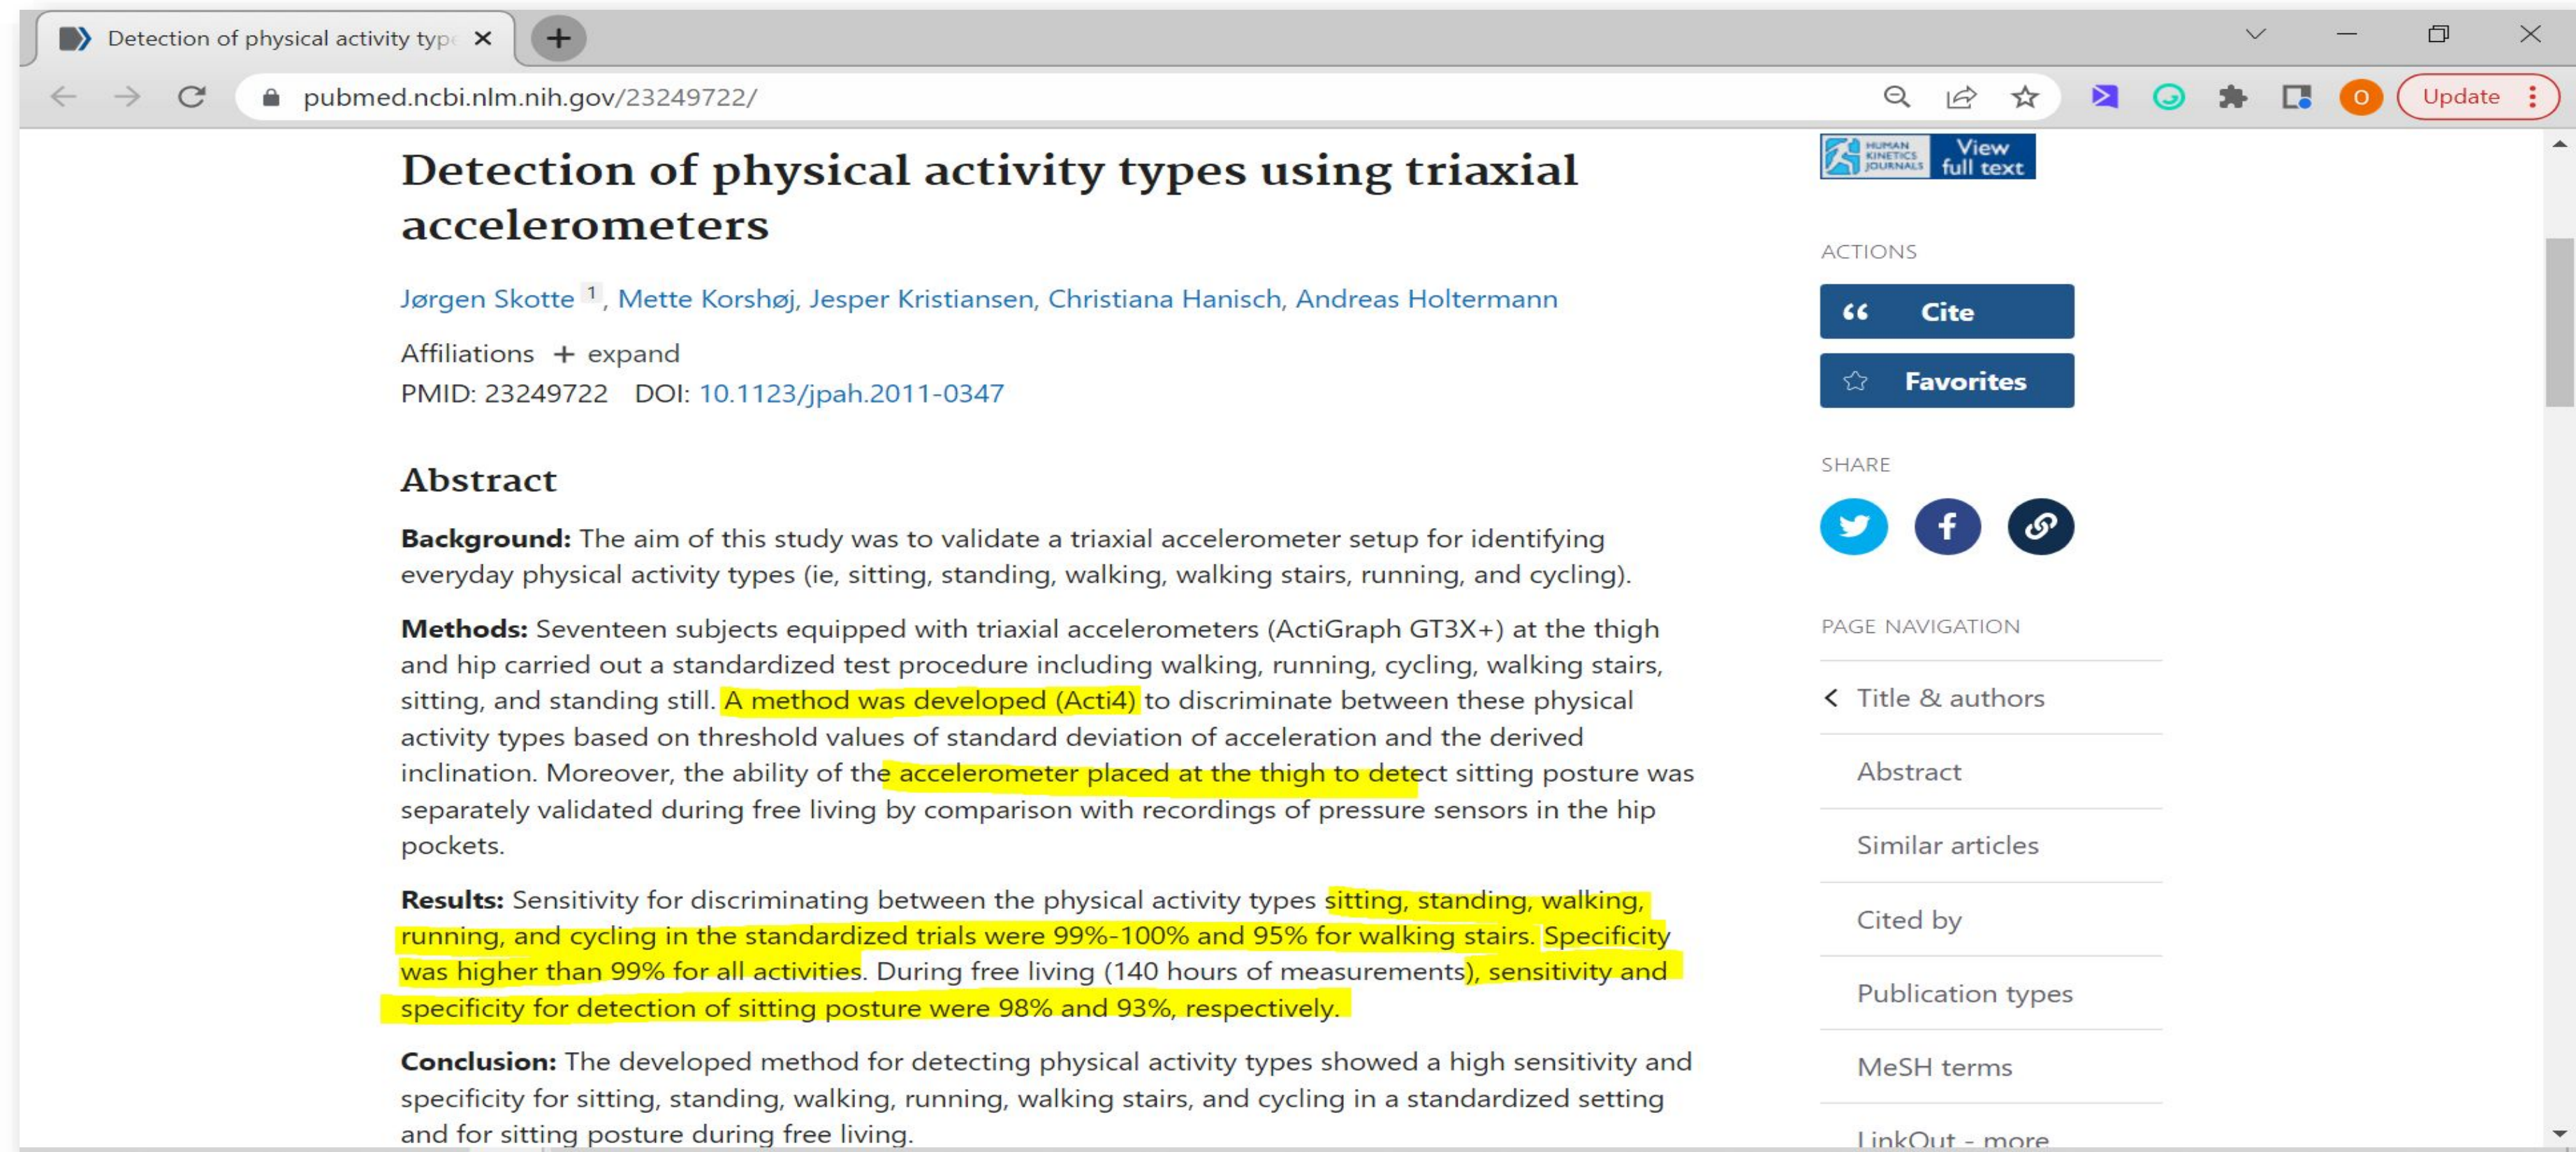 Detection of physical activity type
pubmed.ncbi.nlm.nih.gov/23249722/
O
Update
Detection of physical activity types using triaxial
accelerometers
Jørgen Skotte 1, Mette Korshøj, Jesper Kristiansen, Christiana Hanisch, Andreas Holtermann
Affiliations + expand
PMID: 23249722 DOI: 10.1123/jpah.2011-0347
Abstract
Background: The aim of this study was to validate a triaxial accelerometer setup for identifying
everyday physical activity types (ie, sitting, standing, walking, walking stairs, running, and cycling).
Methods: Seventeen subjects equipped with triaxial accelerometers (ActiGraph GT3X+) at the thigh
and hip carried out a standardized test procedure including walking, running, cycling, walking stairs,
sitting, and standing still. A method was developed (Acti4) to discriminate between these physical
activity types based on threshold values of standard deviation of acceleration and the derived
inclination. Moreover, the ability of the accelerometer placed at the thigh to detect sitting posture was
separately validated during free living by comparison with recordings of pressure sensors in the hip
pockets.
Results: Sensitivity for discriminating between the physical activity types sitting, standing, walking,
running, and cycling in the standardized trials were 99%-100% and 95% for walking stairs. Specificity
was higher than 99% for all activities. During free living (140 hours of measurements), sensitivity and
specificity for detection of sitting posture were 98% and 93%, respectively.
Conclusion: The developed method for detecting physical activity types showed a high sensitivity and
specificity for sitting, standing, walking, running, walking stairs, and cycling in a standardized setting
and for sitting posture during free living.
HUMAN
KINETICS
JOURNALS
View
full text
ACTIONS
Cite
Favorites
SHARE
PAGE NAVIGATION
Title & authors
Abstract
Similar articles
Cited by
Publication types
MeSH terms
LinkOut - more